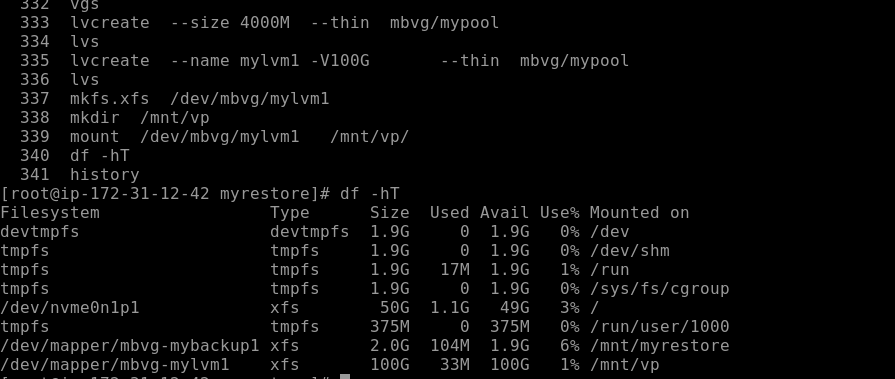 332  vgs
333  lvcreate  --size 4000M  --thin  mbvg/mypool
334  lvs
335  lvcreate  --name mylvm1 -V100G       --thin  mbvg/mypool
336  lvs
337  mkfs.xfs  /dev/mbvg/mylvm1
338  mkdir  /mnt/vp
339  mount  /dev/mbvg/mylvm1   /mnt/vp/
340  df -hT
341  history
[root@ip-172-31-12-42 myrestore]# df -hT
Filesystem                 Type      Size  Used Avail Use% Mounted on
devtmpfs                   devtmpfs  1.9G     0  1.9G   0% /dev
tmpfs                      tmpfs     1.9G     0  1.9G   0% /dev/shm
tmpfs                      tmpfs     1.9G   17M  1.9G   1% /run
tmpfs                      tmpfs     1.9G     0  1.9G   0% /sys/fs/cgroup
/dev/nvme0n1p1             xfs        50G  1.1G   49G   3% /
tmpfs                      tmpfs     375M     0  375M   0% /run/user/1000
/dev/mapper/mbvg-mybackup1 xfs       2.0G  104M  1.9G   6% /mnt/myrestore
/dev/mapper/mbvg-mylvm1    xfs       100G   33M  100G   1% /mnt/vp